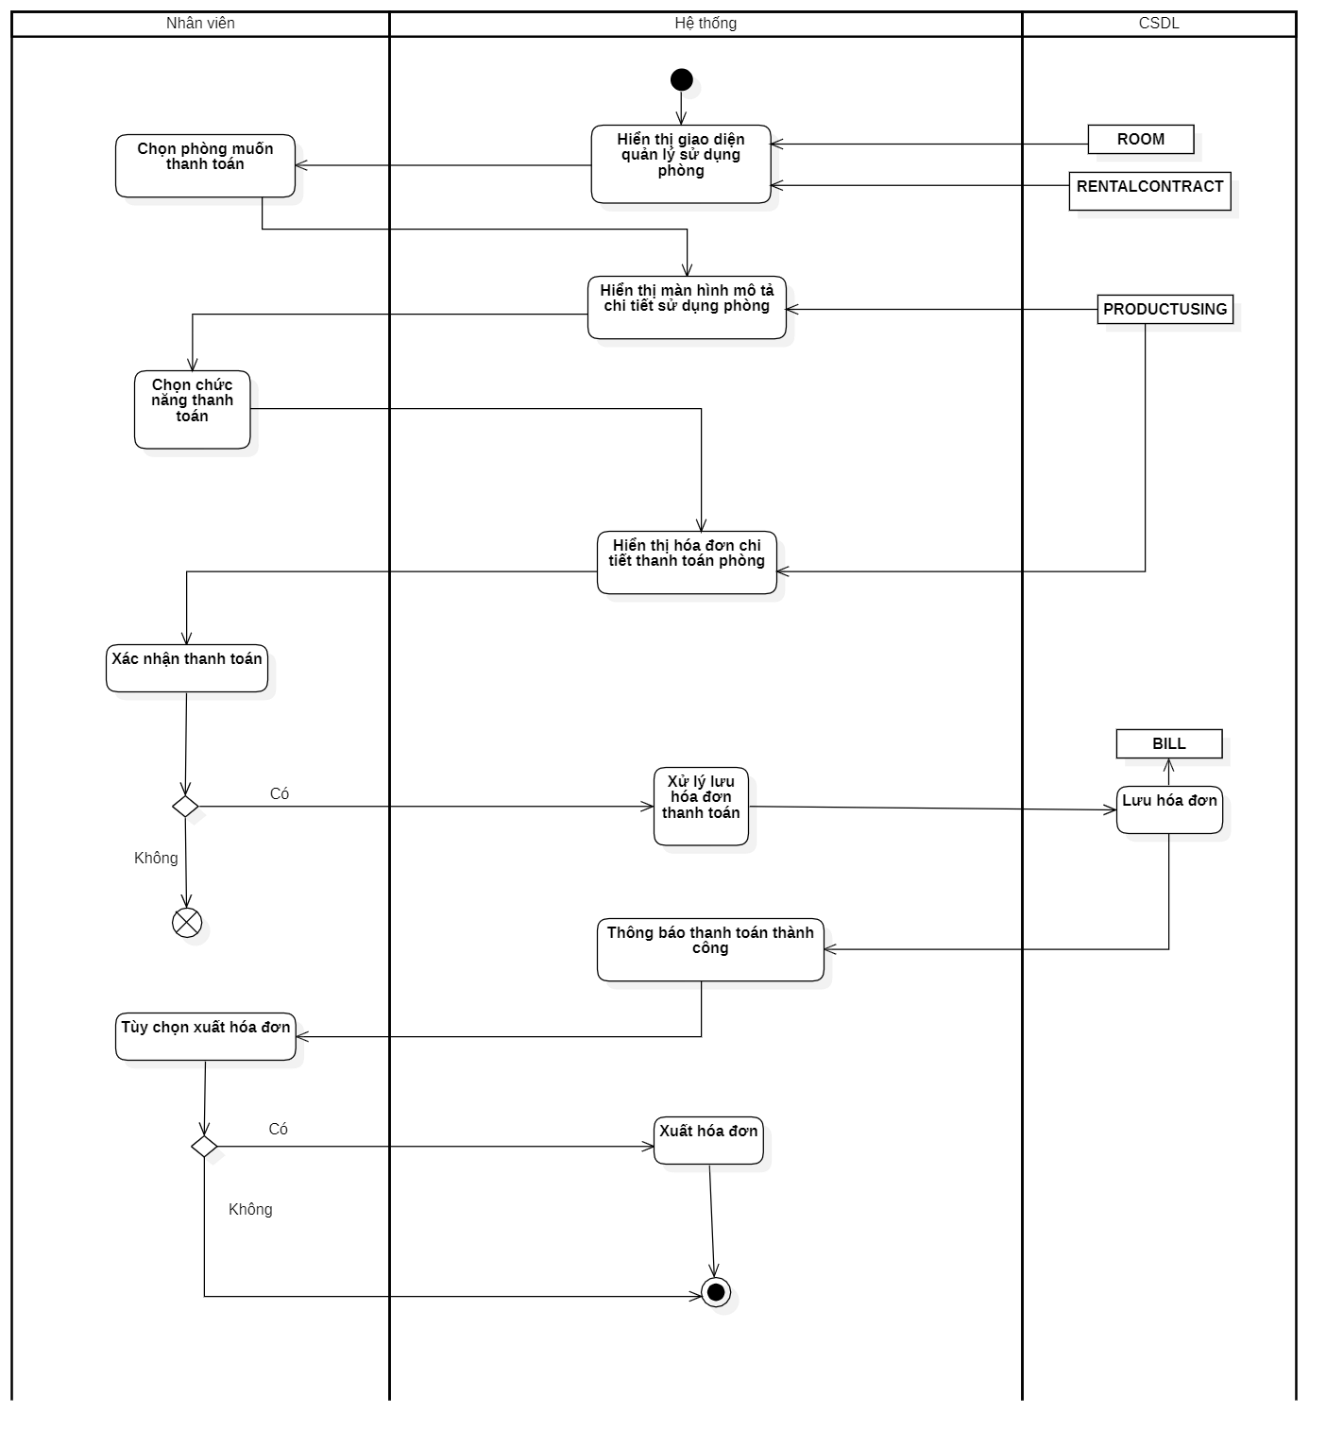 Nhân viên
Hệ thống
CSDL
Hiển thị giao diện
quản lý sử dụng
phòng
ROOM
Chọn phòng muốn
thanh toán
RENTALCONTRACT
Hiển thị màn hình mô tả
chi tiết sử dụng phòng
PRODUCTUSING
Chọn chức
năng thanh
toán
Hiển thị hóa đơn chi
tiết thanh toán phòng
Xác nhận thanh toán
BILL
Có
Xử lý lưu
hóa đơn
thanh toán
Lưu hóa đơn
Không
Thông báo thanh toán thành
công
Tùy chọn xuất hóa đơn
Có
Xuất hóa đơn
Không